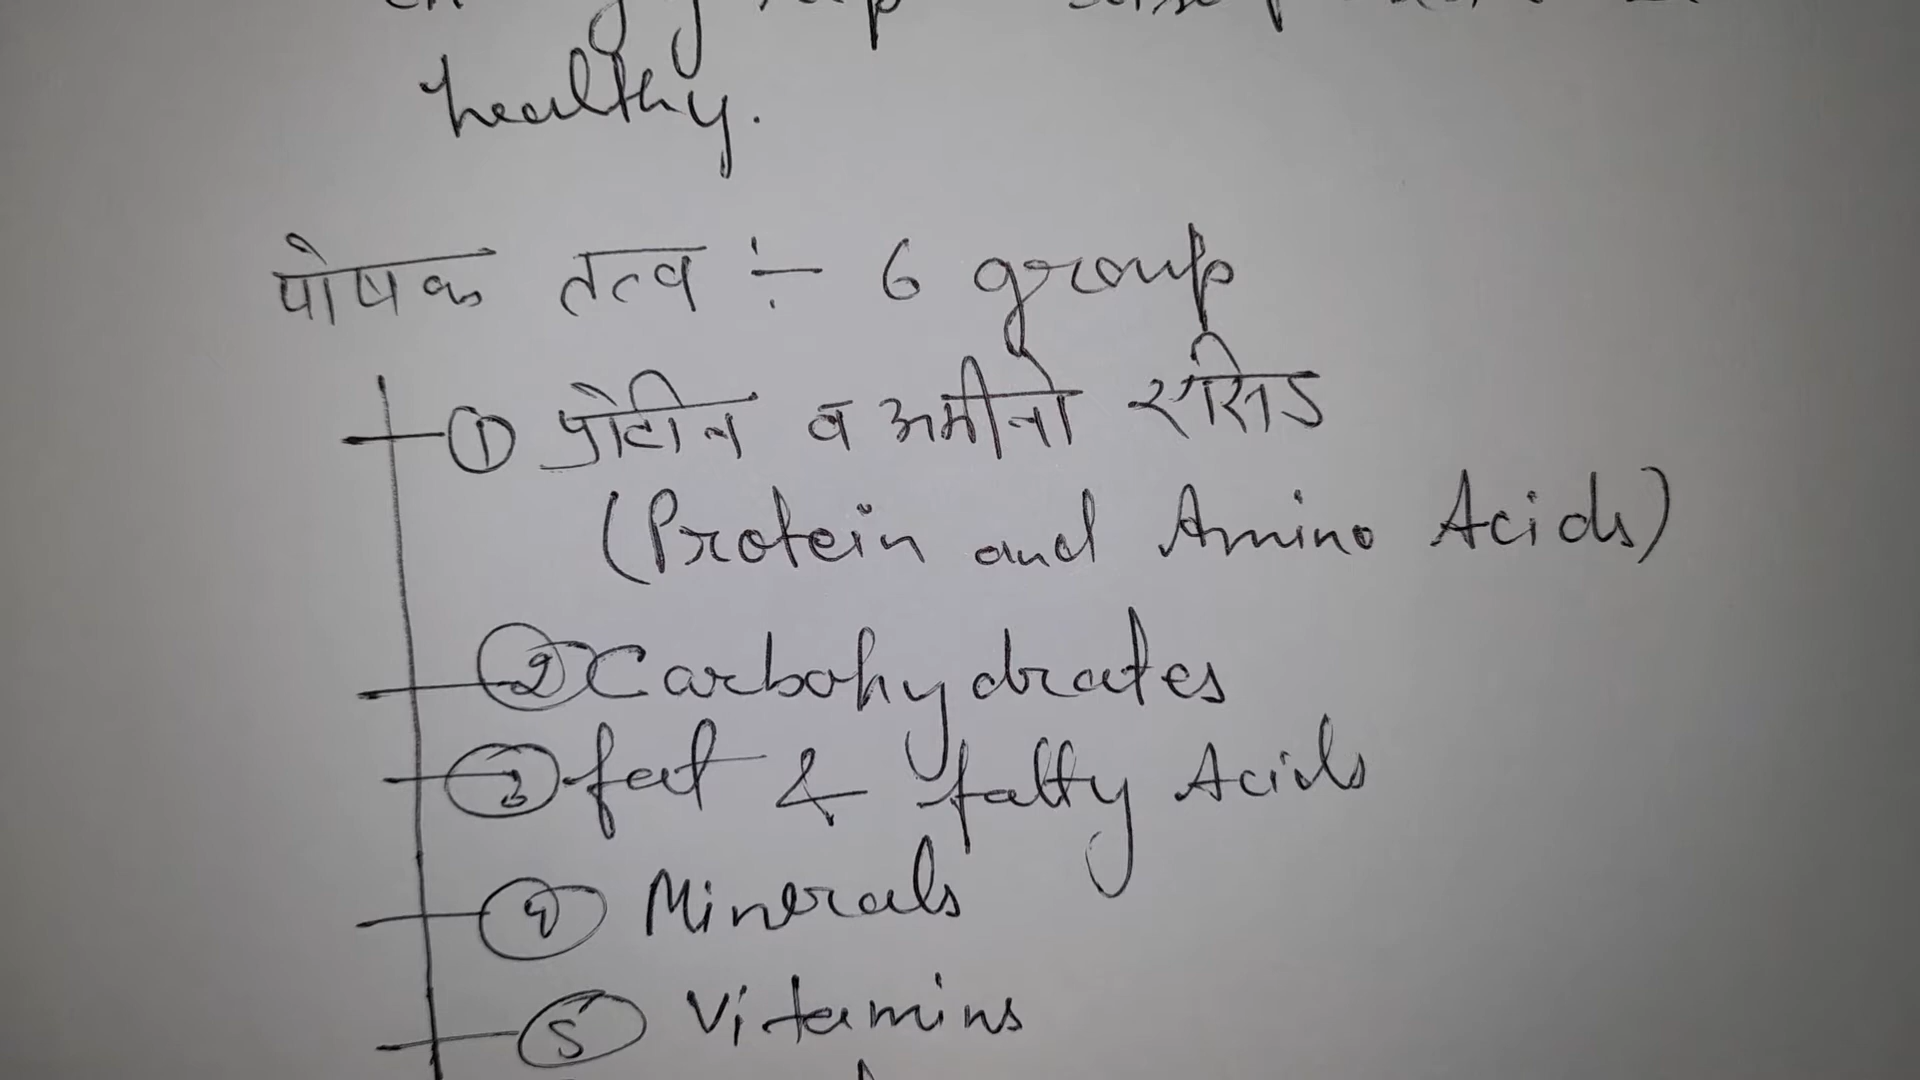 healthy.
पोषक तत्व ÷ 6 group
① प्रोटीन व अमीनो एसिड
(Protein and Amino Acids)
② Carbohydrates
③ fat & fatty Acids
④ Minerals
⑤ Vitamins